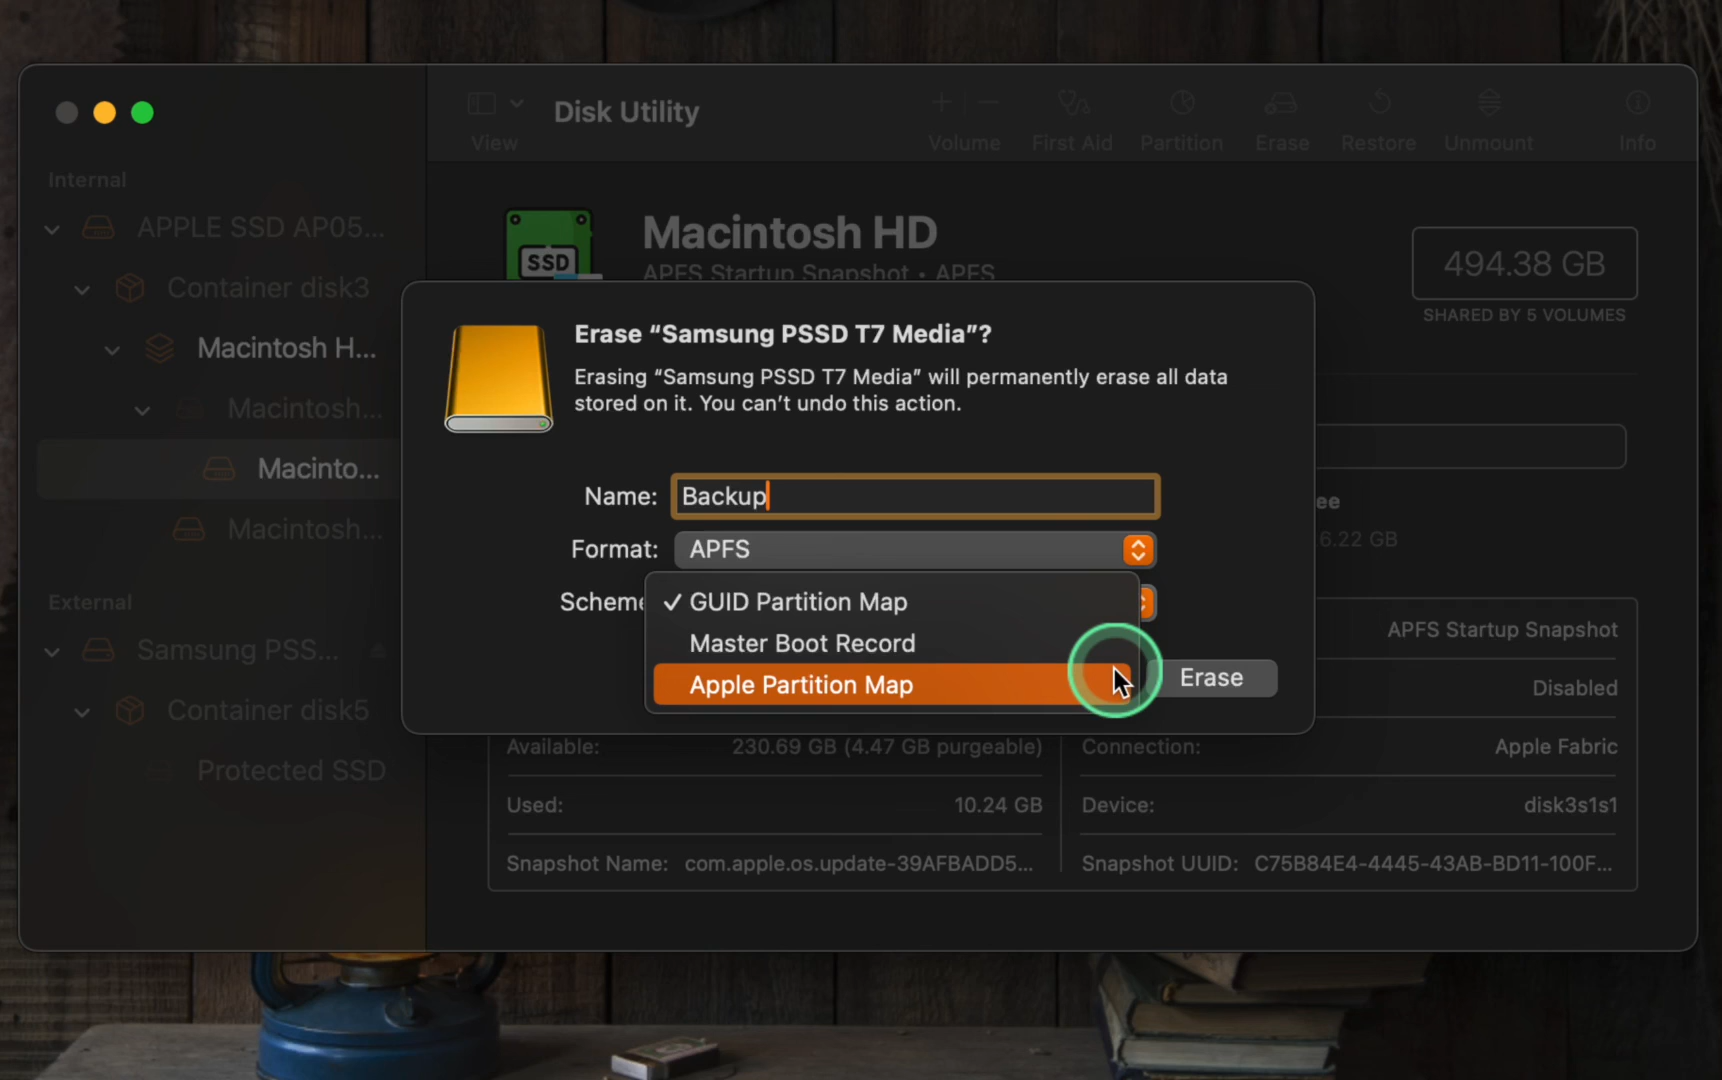 View
Disk Utility
Volume
First Aid
Partition
Erase
Restore
Unmount
Info
Internal
APPLE SSD AP05...
Container disk3
Macintosh H...
Macintosh...
Macinto...
Macintosh...
External
Samsung PSS...
Container disk5
Protected SSD
SSD
Macintosh HD
APFS Startup Snapshot • APFS
494.38 GB
SHARED BY 5 VOLUMES
Erase “Samsung PSSD T7 Media”?
Erasing “Samsung PSSD T7 Media” will permanently erase all data
stored on it. You can’t undo this action.
Name: Backup
Format: APFS
Scheme
✓ GUID Partition Map
Master Boot Record
Apple Partition Map
Erase
ee
6.22 GB
APFS Startup Snapshot
Disabled
Available: 230.69 GB (4.47 GB purgeable)
Connection: Apple Fabric
Used: 10.24 GB
Device: disk3s1s1
Snapshot Name: com.apple.os.update-39AFBADD5...
Snapshot UUID: C75B84E4-4445-43AB-BD11-100F...